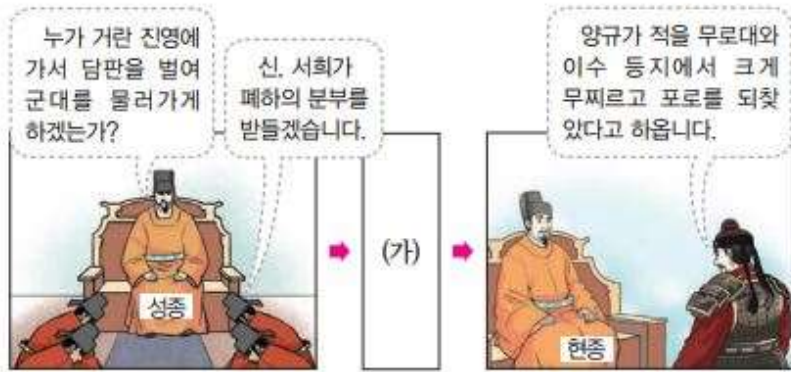 누가 거란 진영에
가서 담판을 벌여
군대를 물러가게
하겠는가?
신, 서희가
폐하의 분부를
받들겠습니다.
성종
(가)
양규가 적을 무로대와
이수 등지에서 크게
무찌르고 포로를 되찾
았다고 하옵니다.
현종